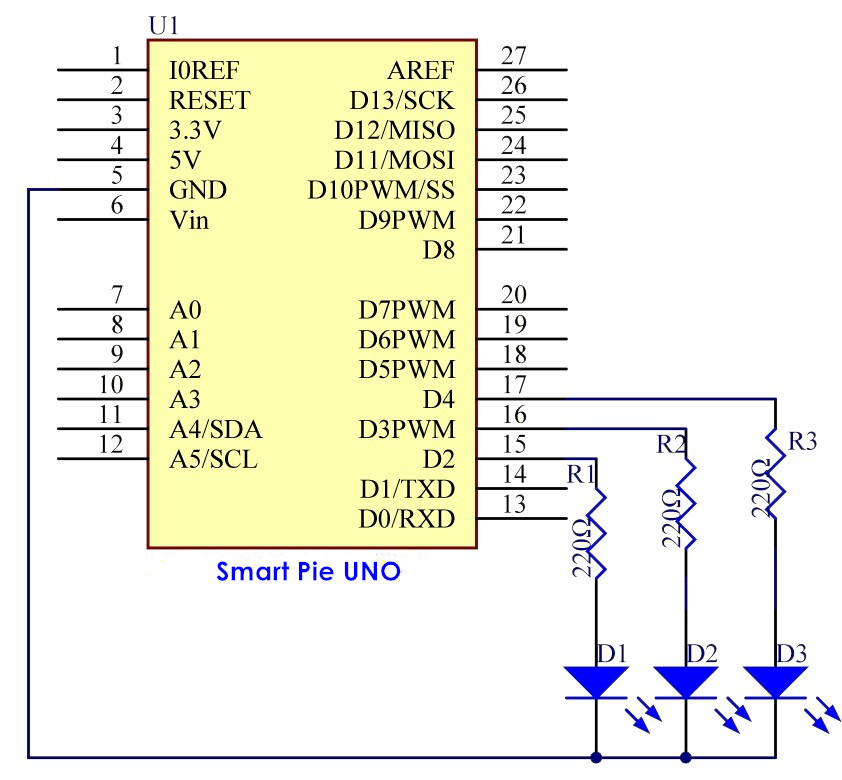 U1
1 I0REF AREF 27
2 RESET D13/SCK 26
3 3.3V D12/MISO 25
4 5V D11/MOSI 24
5 GND D10PWM/SS 23
6 Vin D9PWM 22
D8 21
7 A0 D7PWM 20
8 A1 D6PWM 19
9 A2 D5PWM 18
10 A3 D4 17
11 A4/SDA D3PWM 16
12 A5/SCL D2 15
D1/TXD 14
D0/RXD 13
R1 220Ω
R2 220Ω
R3 220Ω
Smart Pie UNO
D1 D2 D3